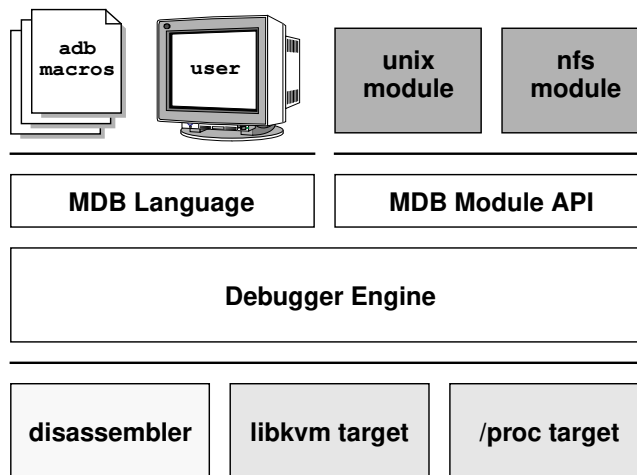 adb
macros
user
unix
module
nfs
module
MDB Language
MDB Module API
Debugger Engine
disassembler
libkvm target
/proc target